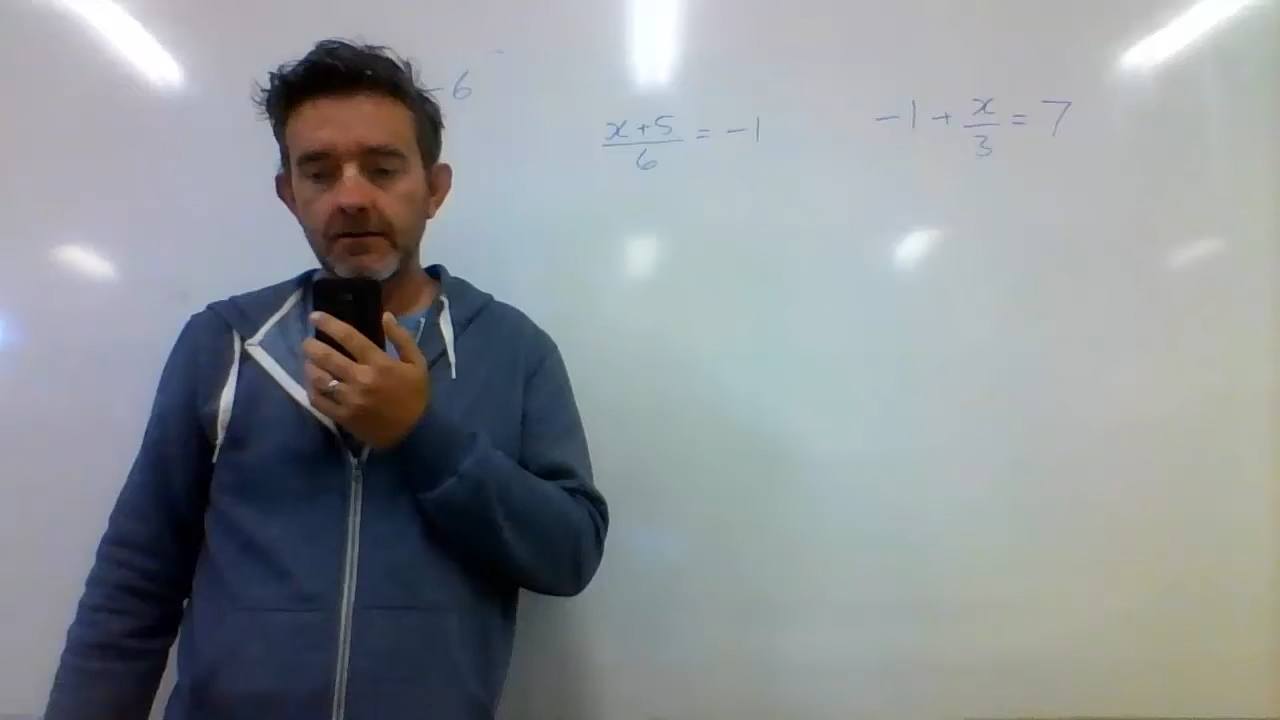 - 6
x + 5 / 6 = - 1
- 1 + x / 3 = 7